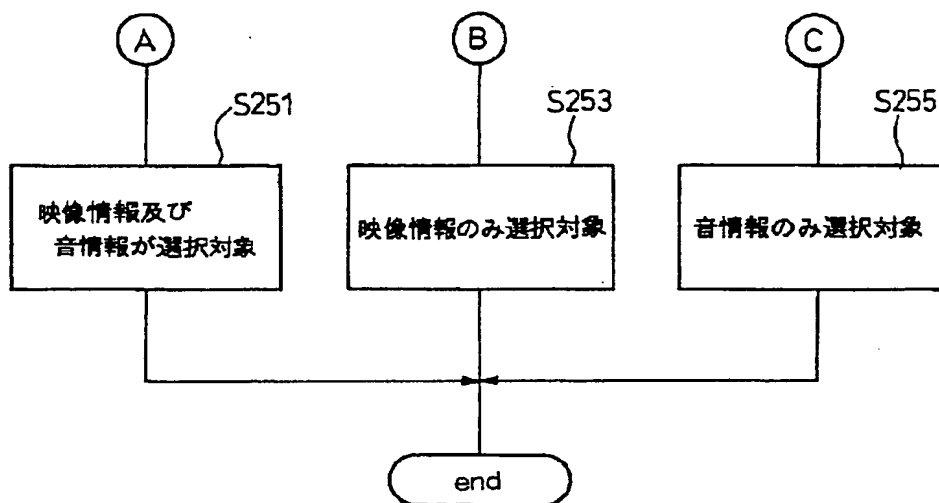 A
B
C
S251
S253
S255
映像情報及び
音情報が選択対象
映像情報のみ選択対象
音情報のみ選択対象
end